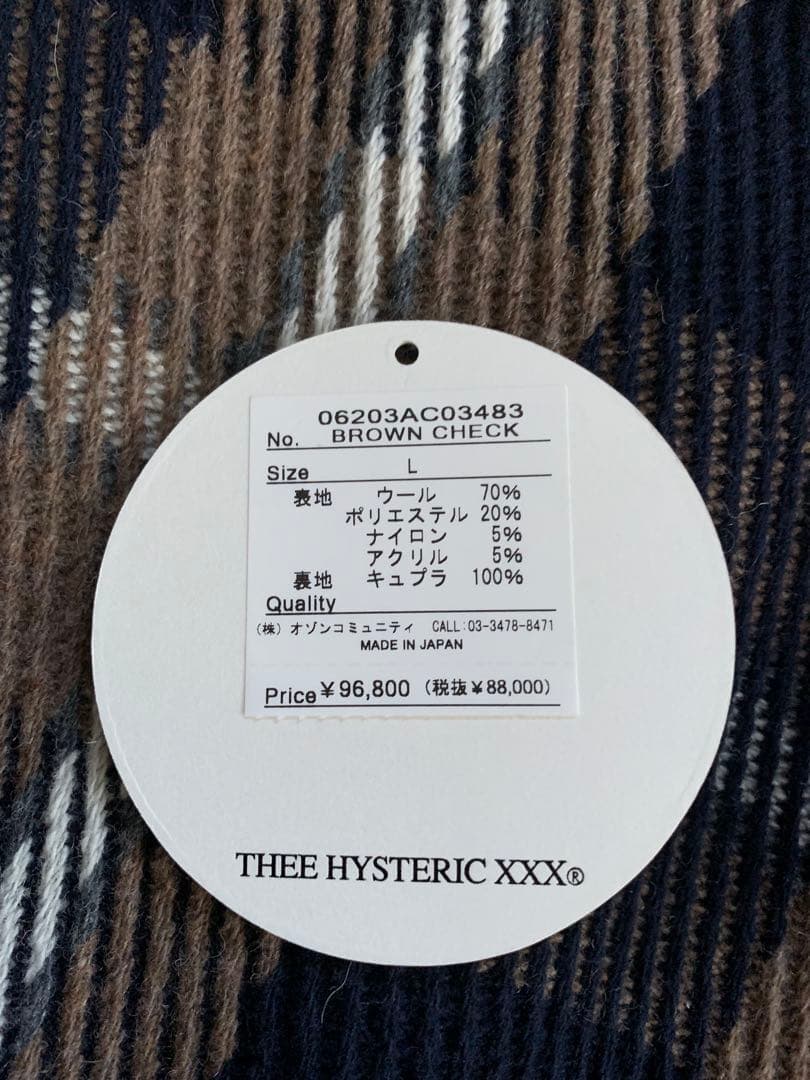 06203AC03483
No. BROWN CHECK
Size L
表地 ウール 70%
ポリエステル 20%
ナイロン 5%
アクリル 5%
裏地 キュプラ 100%
Quality
(株) オゾンコミュニティ CALL:03-3478-8471
MADE IN JAPAN
Price ¥96,800 (税抜¥88,000)
THEE HYSTERIC XXX®